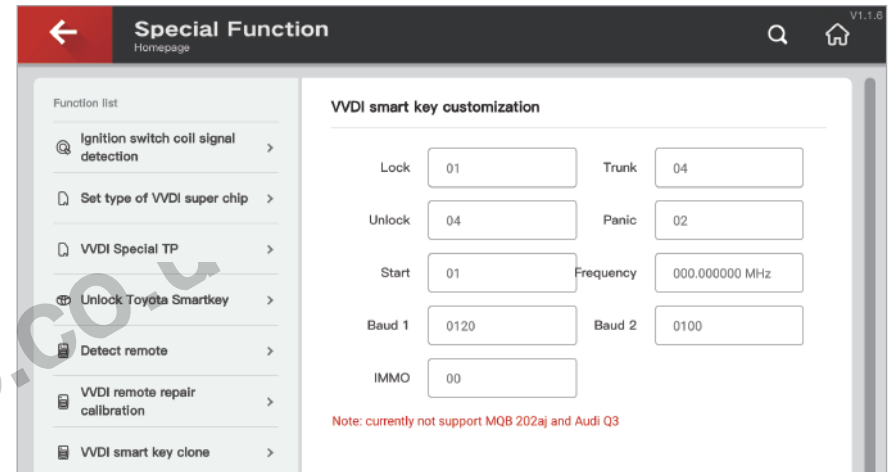 V1.1.6
Special Function
Homepage
Function list
Ignition switch coil signal
detection
Set type of VVDI super chip
VVDI Special TP
Unlock Toyota Smartkey
Detect remote
VVDI remote repair
calibration
VVDI smart key clone
VVDI smart key customization
Lock 01 Trunk 04
Unlock 04 Panic 02
Start 01 Frequency 000.000000 MHz
Baud 1 0120 Baud 2 0100
IMMO 00
Note: currently not support MQB 202aj and Audi Q3
.co.u